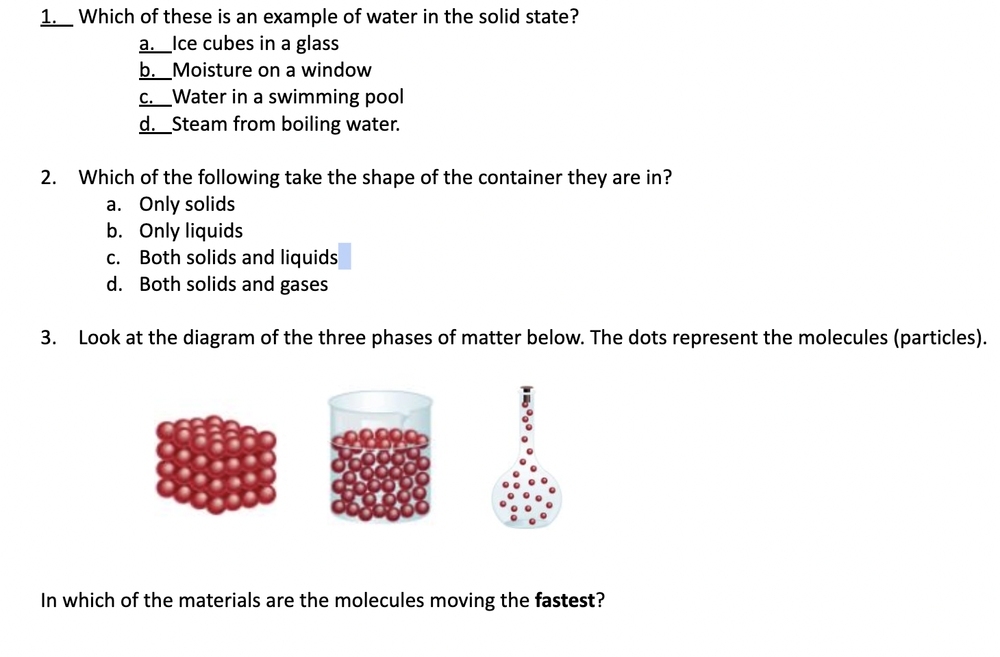 1. Which of these is an example of water in the solid state?
a. Ice cubes in a glass
b. Moisture on a window
c. Water in a swimming pool
d. Steam from boiling water.
2. Which of the following take the shape of the container they are in?
a. Only solids
b. Only liquids
c. Both solids and liquids
d. Both solids and gases
3. Look at the diagram of the three phases of matter below. The dots represent the molecules (particles).
In which of the materials are the molecules moving the fastest?